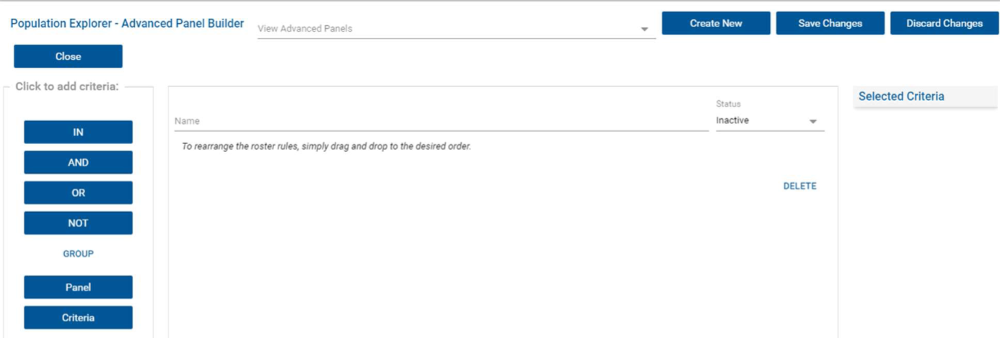 Population Explorer - Advanced Panel Builder
View Advanced Panels
Create New
Save Changes
Discard Changes
Close
Click to add criteria:
IN
AND
OR
NOT
GROUP
Panel
Criteria
Name
Status
Inactive
To rearrange the roster rules, simply drag and drop to the desired order.
DELETE
Selected Criteria